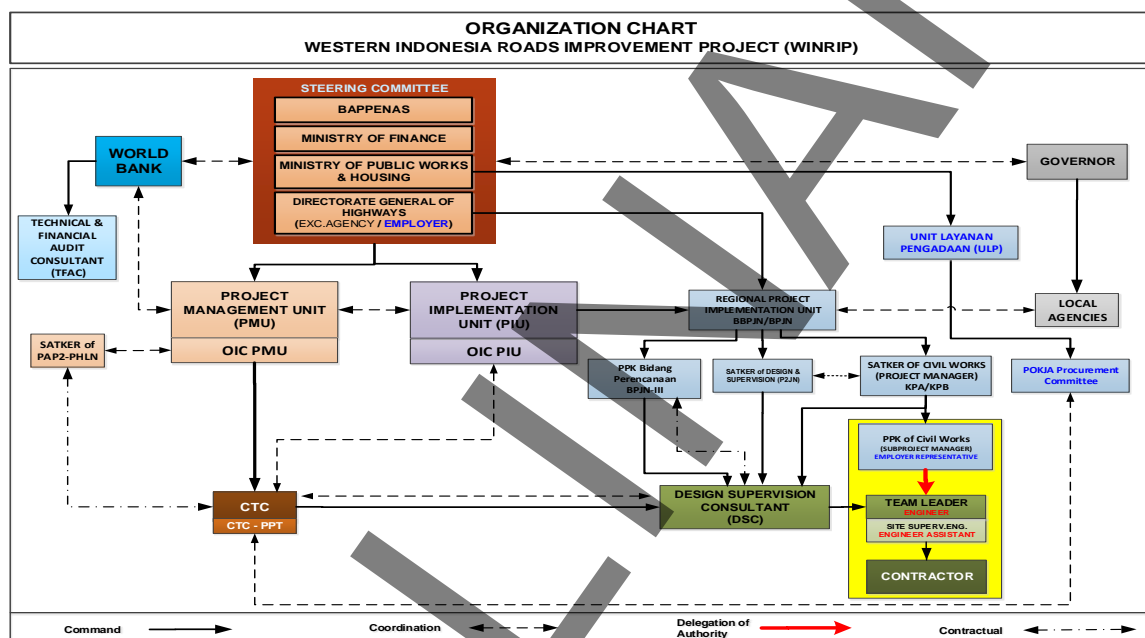 ORGANIZATION CHART
WESTERN INDONESIA ROADS IMPROVEMENT PROJECT (WINRIP)
STEERING COMMITTEE
BAPPENAS
MINISTRY OF FINANCE
MINISTRY OF PUBLIC WORKS
& HOUSING
DIRECTORATE GENERAL OF
HIGHWAYS
(EXC.AGENCY / EMPLOYER)
WORLD
BANK
GOVERNOR
TECHNICAL &
FINANCIAL
AUDIT
CONSULTANT
(TFAC)
UNIT LAYANAN
PENGADAAN (ULP)
PROJECT
MANAGEMENT UNIT
(PMU)
OIC PMU
PROJECT
IMPLEMENTATION
UNIT (PIU)
OIC PIU
REGIONAL PROJECT
IMPLEMENTATION UNIT
BBPJN/BPJN
LOCAL
AGENCIES
SATKER of
PAP2-PHLN
PPK Bidang
Perencanaan
BPJN-III
SATKER of DESIGN &
SUPERVISION (P2JN)
SATKER OF CIVIL WORKS
(PROJECT MANAGER)
KPA/KPB
POKJA Procurement
Committee
PPK of Civil Works
(SUBPROJECT MANAGER)
EMPLOYER REPRESENTATIVE
CTC
CTC - PPT
DESIGN SUPERVISION
CONSULTANT
(DSC)
TEAM LEADER
ENGINEER
SITE SUPERV.ENG.
ENGINEER ASSISTANT
CONTRACTOR
Command
Coordination
Delegation of
Authority
Contractual